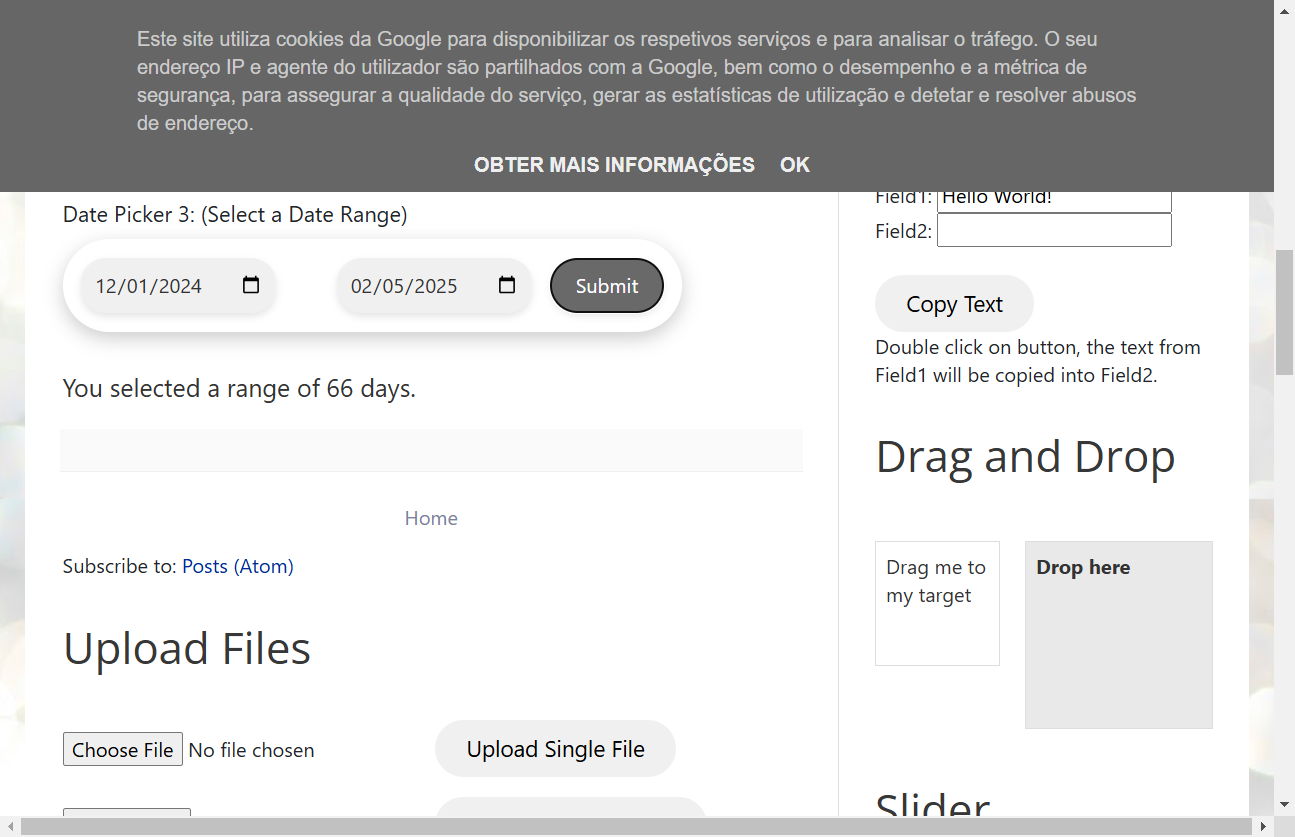 Este site utiliza cookies da Google para disponibilizar os respetivos serviços e para analisar o tráfego. O seu
endereço IP e agente do utilizador são partilhados com a Google, bem como o desempenho e a métrica de
segurança, para assegurar a qualidade do serviço, gerar as estatísticas de utilização e detetar e resolver abusos
de endereço.
OBTER MAIS INFORMAÇÕES OK
Date Picker 3: (Select a Date Range)
12/01/2024 02/05/2025 Submit
You selected a range of 66 days.
Home
Subscribe to: Posts (Atom)
Upload Files
Choose File No file chosen Upload Single File
Field1: Hello World!
Field2:
Copy Text
Double click on button, the text from
Field1 will be copied into Field2.
Drag and Drop
Drag me to
my target
Drop here
Slider